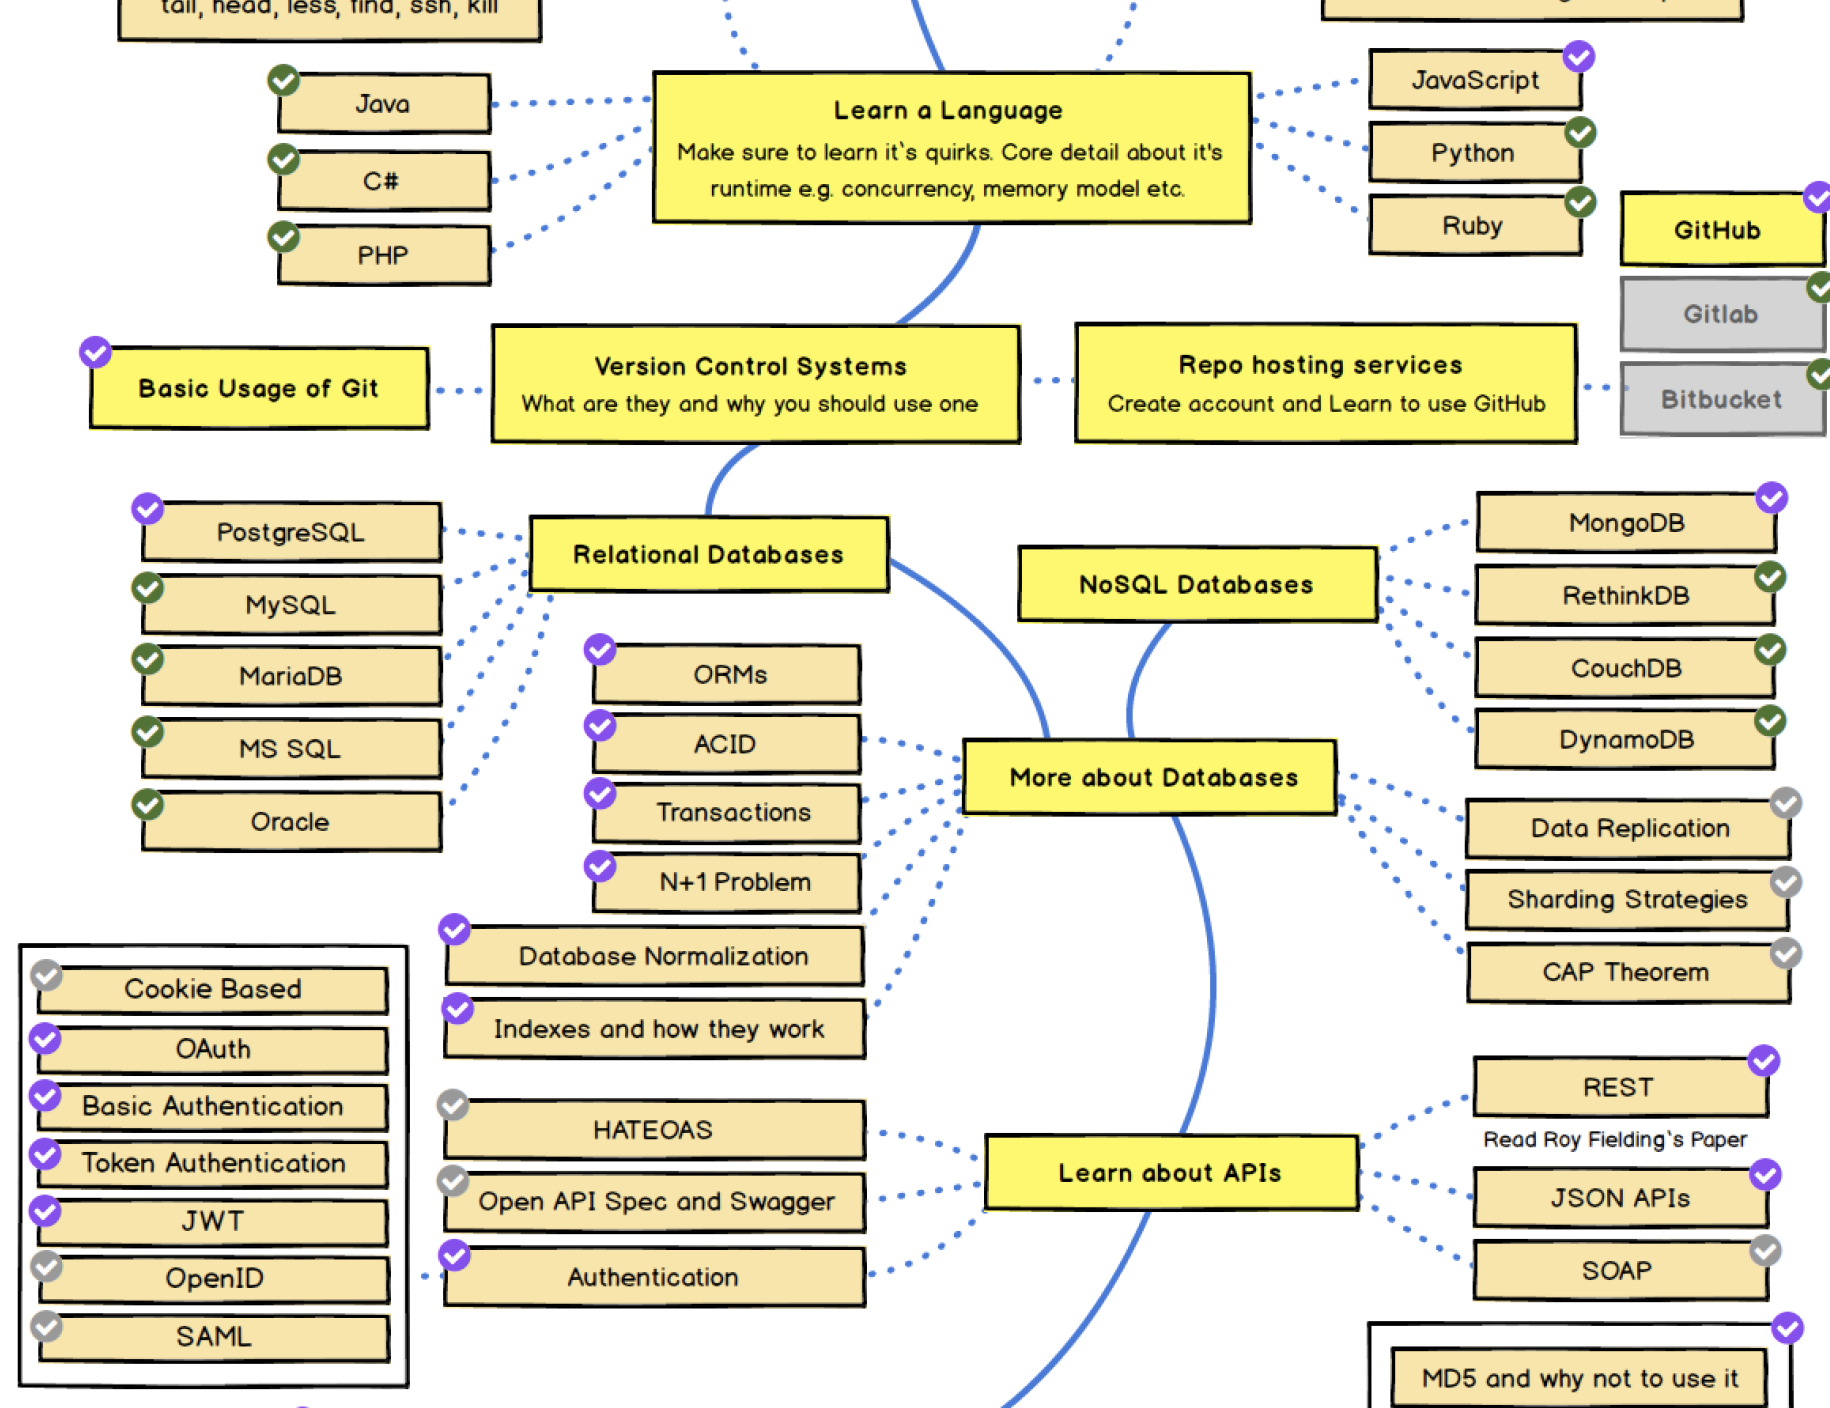 tail, head, less, find, ssh, kill
Java
C#
PHP
Learn a Language
Make sure to learn it`s quirks. Core detail about it's
runtime e.g. concurrency, memory model etc.
JavaScript
Python
Ruby
GitHub
Gitlab
Bitbucket
Basic Usage of Git
Version Control Systems
What are they and why you should use one
Repo hosting services
Create account and Learn to use GitHub
PostgreSQL
MySQL
MariaDB
MS SQL
Oracle
Relational Databases
NoSQL Databases
MongoDB
RethinkDB
CouchDB
DynamoDB
ORMs
ACID
Transactions
N+1 Problem
Database Normalization
Indexes and how they work
More about Databases
Data Replication
Sharding Strategies
CAP Theorem
Cookie Based
OAuth
Basic Authentication
Token Authentication
JWT
OpenID
SAML
HATEOAS
Open API Spec and Swagger
Authentication
Learn about APIs
REST
Read Roy Fielding`s Paper
JSON APIs
SOAP
MD5 and why not to use it